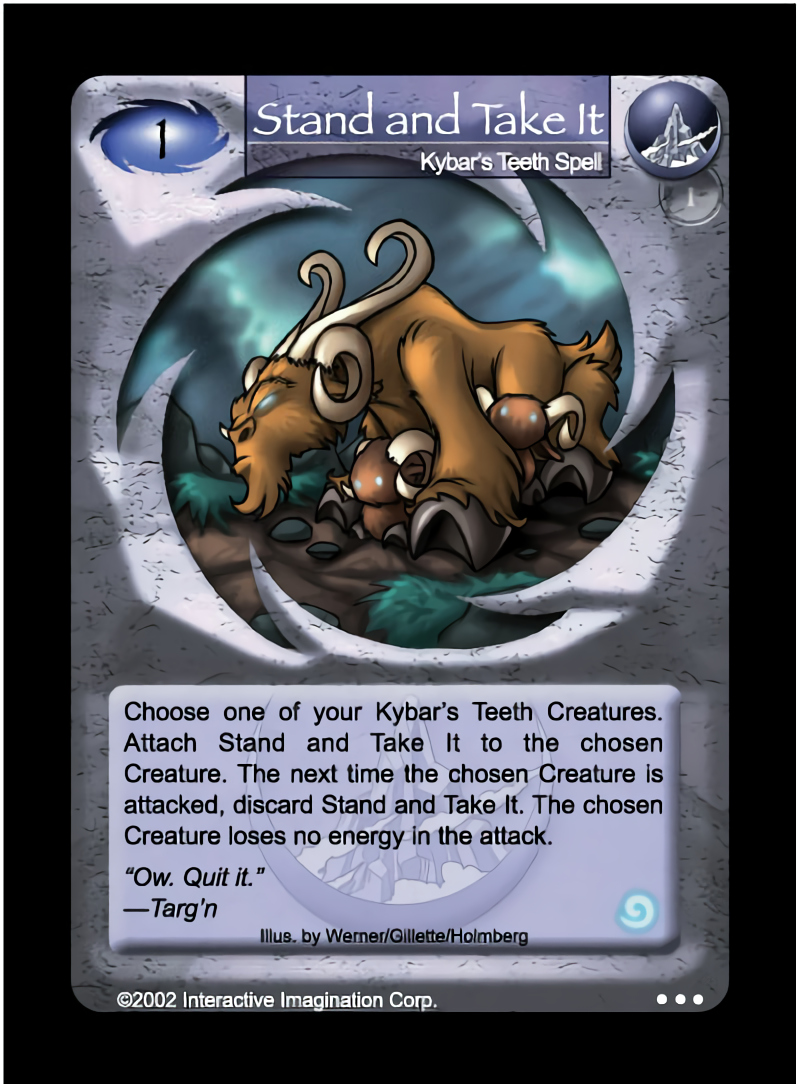 1
Stand and Take It
Kybar's Teeth Spell
1
Choose one of your Kybar's Teeth Creatures.
Attach Stand and Take It to the chosen
Creature. The next time the chosen Creature is
attacked, discard Stand and Take It. The chosen
Creature loses no energy in the attack.
“Ow. Quit it.”
—Targ'n
Illus. by Werner/Gillette/Holmberg
©2002 Interactive Imagination Corp.